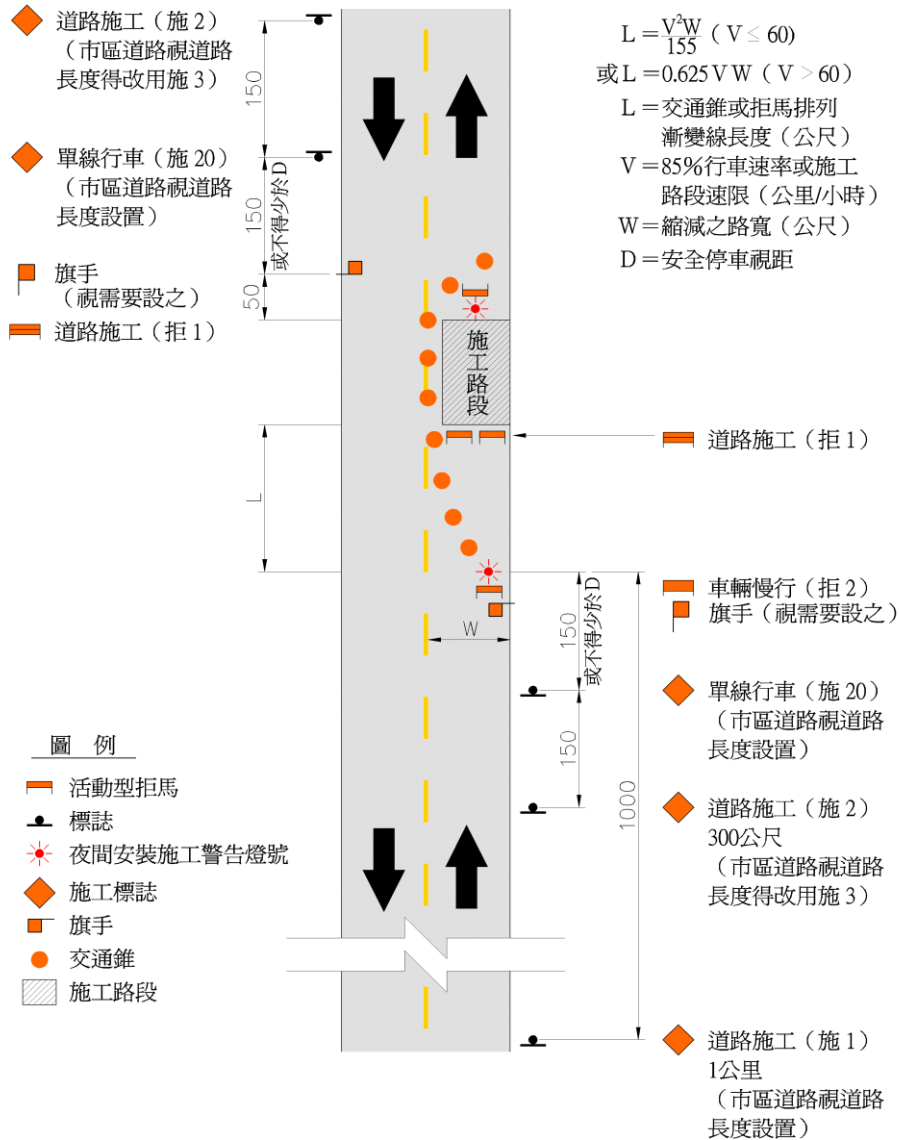 道路施工（施 2）
（市區道路視道路
長度得改用施 3）
單線行車（施 20）
（市區道路視道路
長度設置）
旗手
（視需要設之）
道路施工（拒 1）
150
150
或不得少於D
50
L
施工路段
W
L＝V²W/155（V ≤ 60）
或 L＝0.625 V W（V > 60）
L＝交通錐或拒馬排列
漸變線長度（公尺）
V＝85%行車速率或施工
路段速限（公里/小時）
W＝縮減之路寬（公尺）
D＝安全停車視距
道路施工（拒 1）
車輛慢行（拒 2）
旗手（視需要設之）
150
或不得少於D
150
1000
單線行車（施 20）
（市區道路視道路
長度設置）
道路施工（施 2）
300公尺
（市區道路視道路
長度得改用施 3）
道路施工（施 1）
1公里
（市區道路視道路
長度設置）
圖 例
活動型拒馬
標誌
夜間安裝施工警告燈號
施工標誌
旗手
交通錐
施工路段